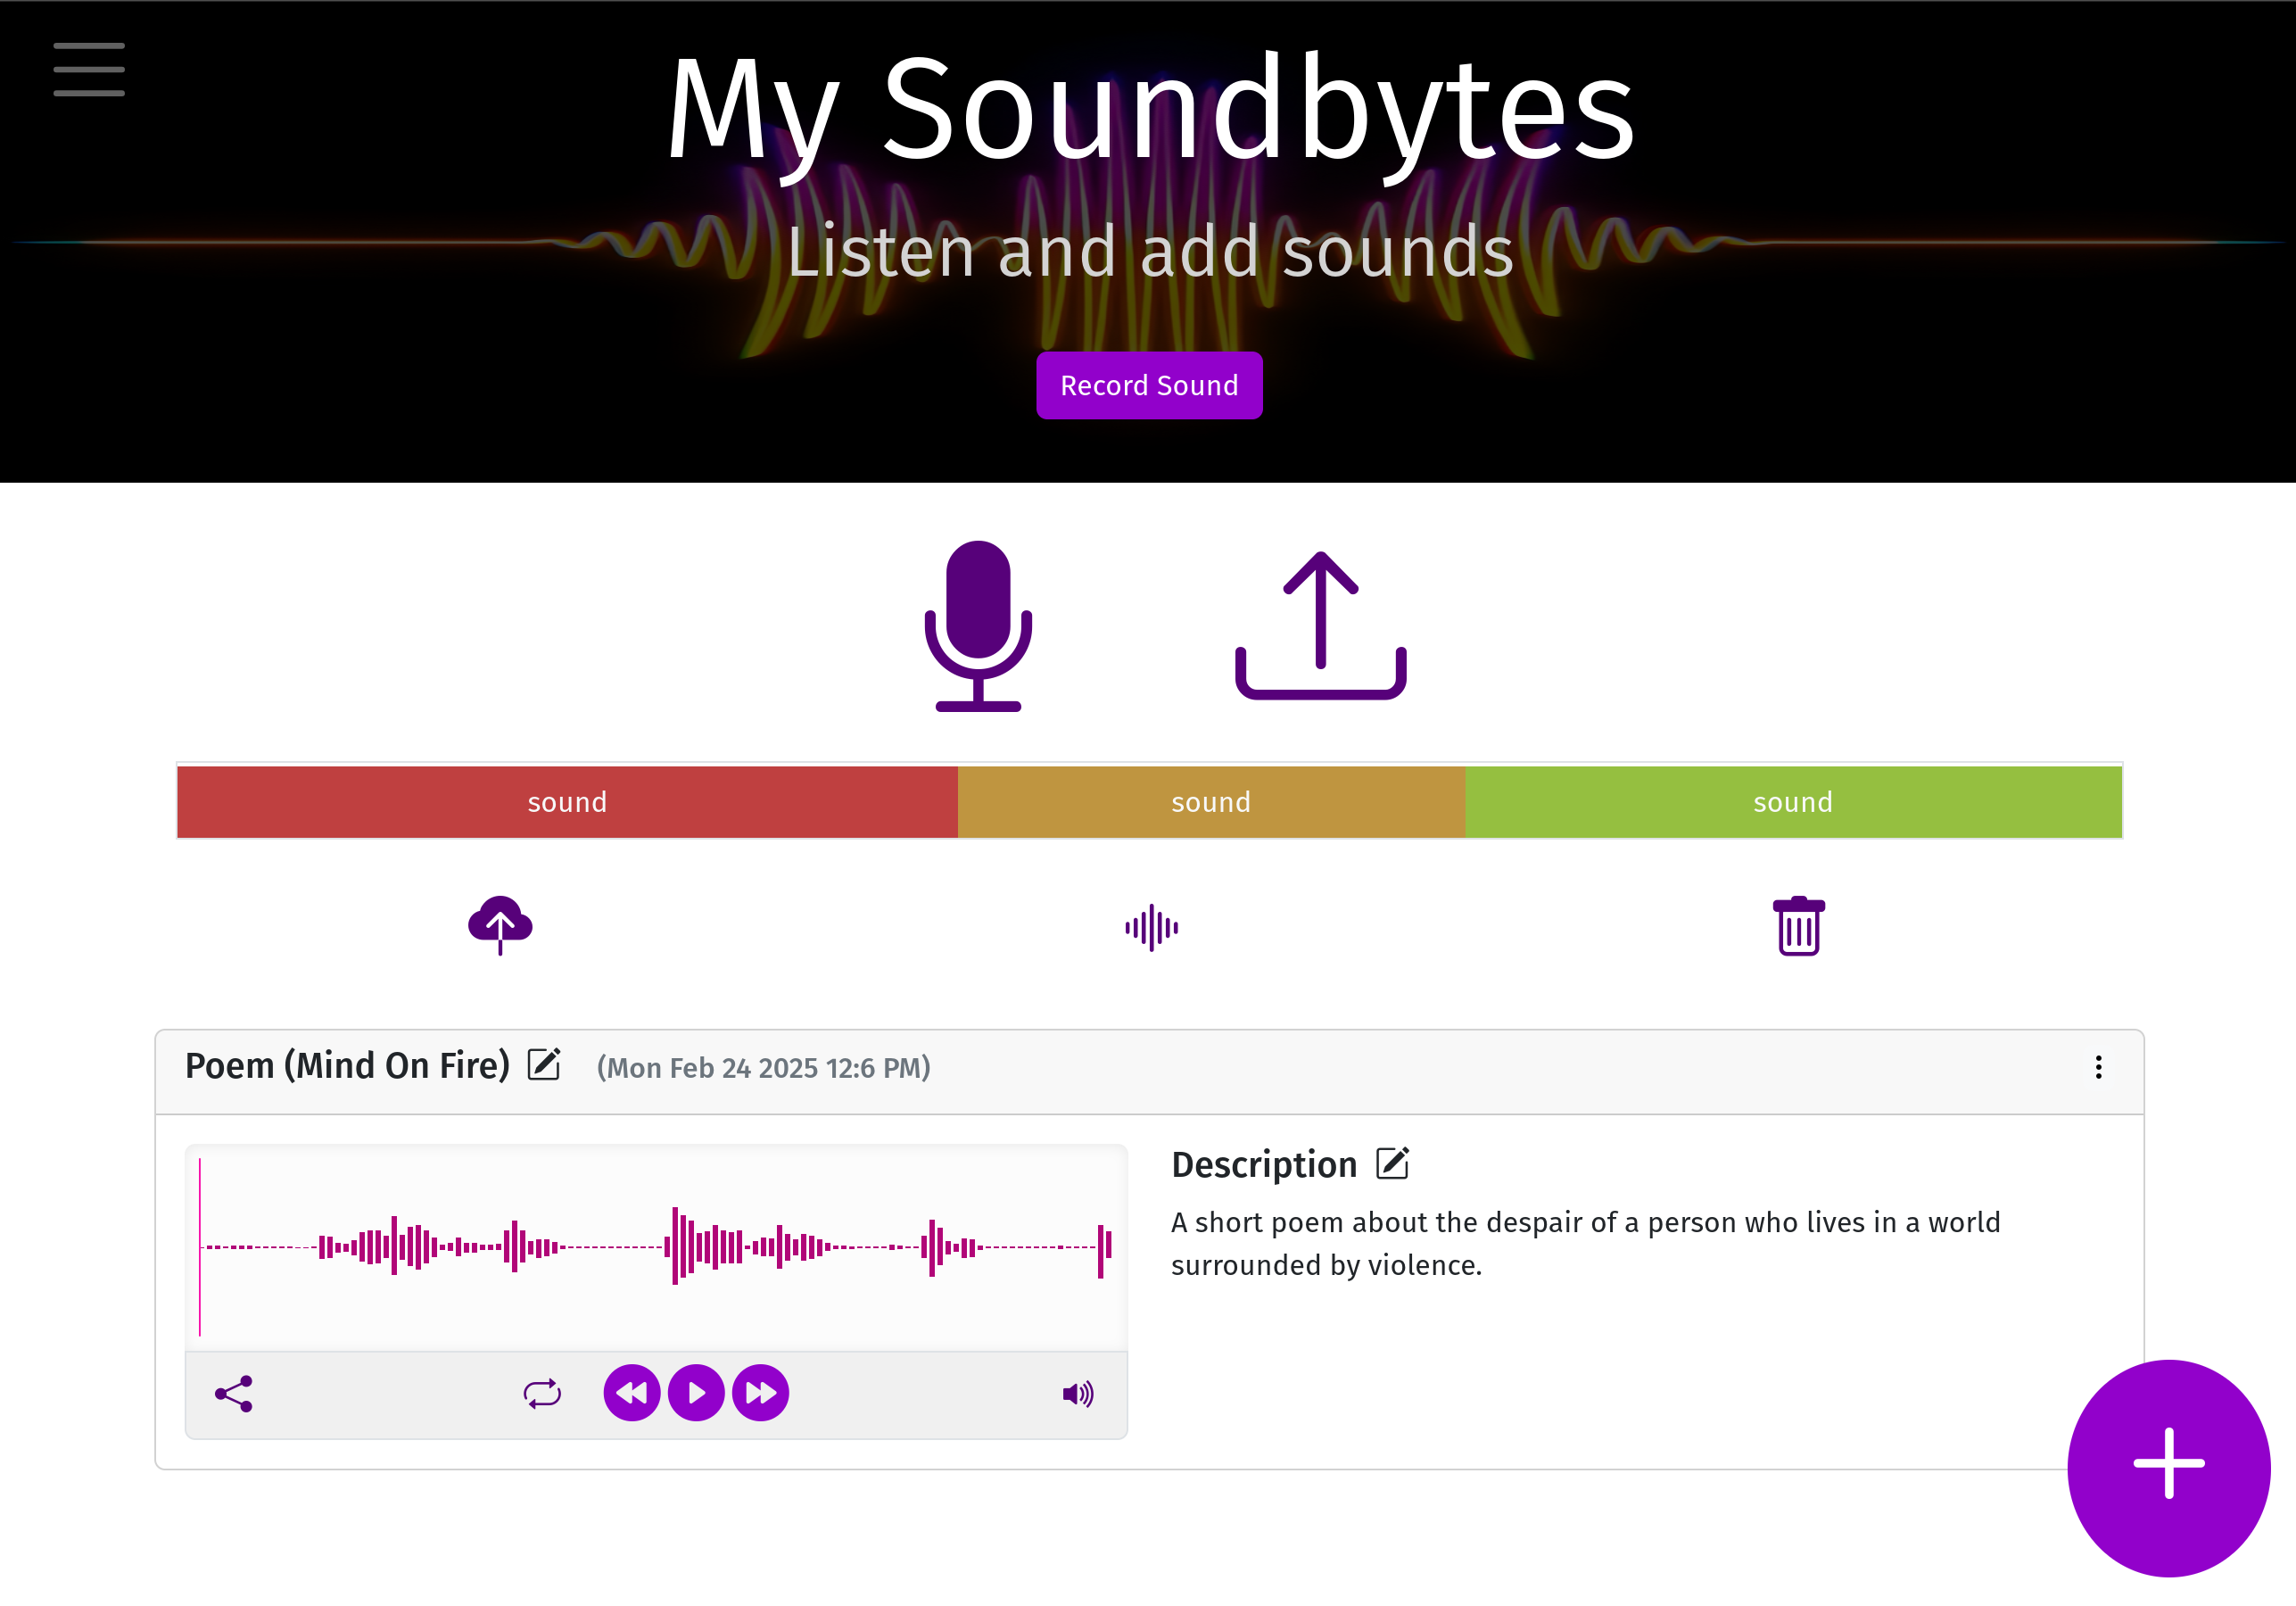 My Soundbytes
Listen and add sounds
Record Sound
sound sound sound
Poem (Mind On Fire) (Mon Feb 24 2025 12:6 PM)
Description
A short poem about the despair of a person who lives in a world
surrounded by violence.